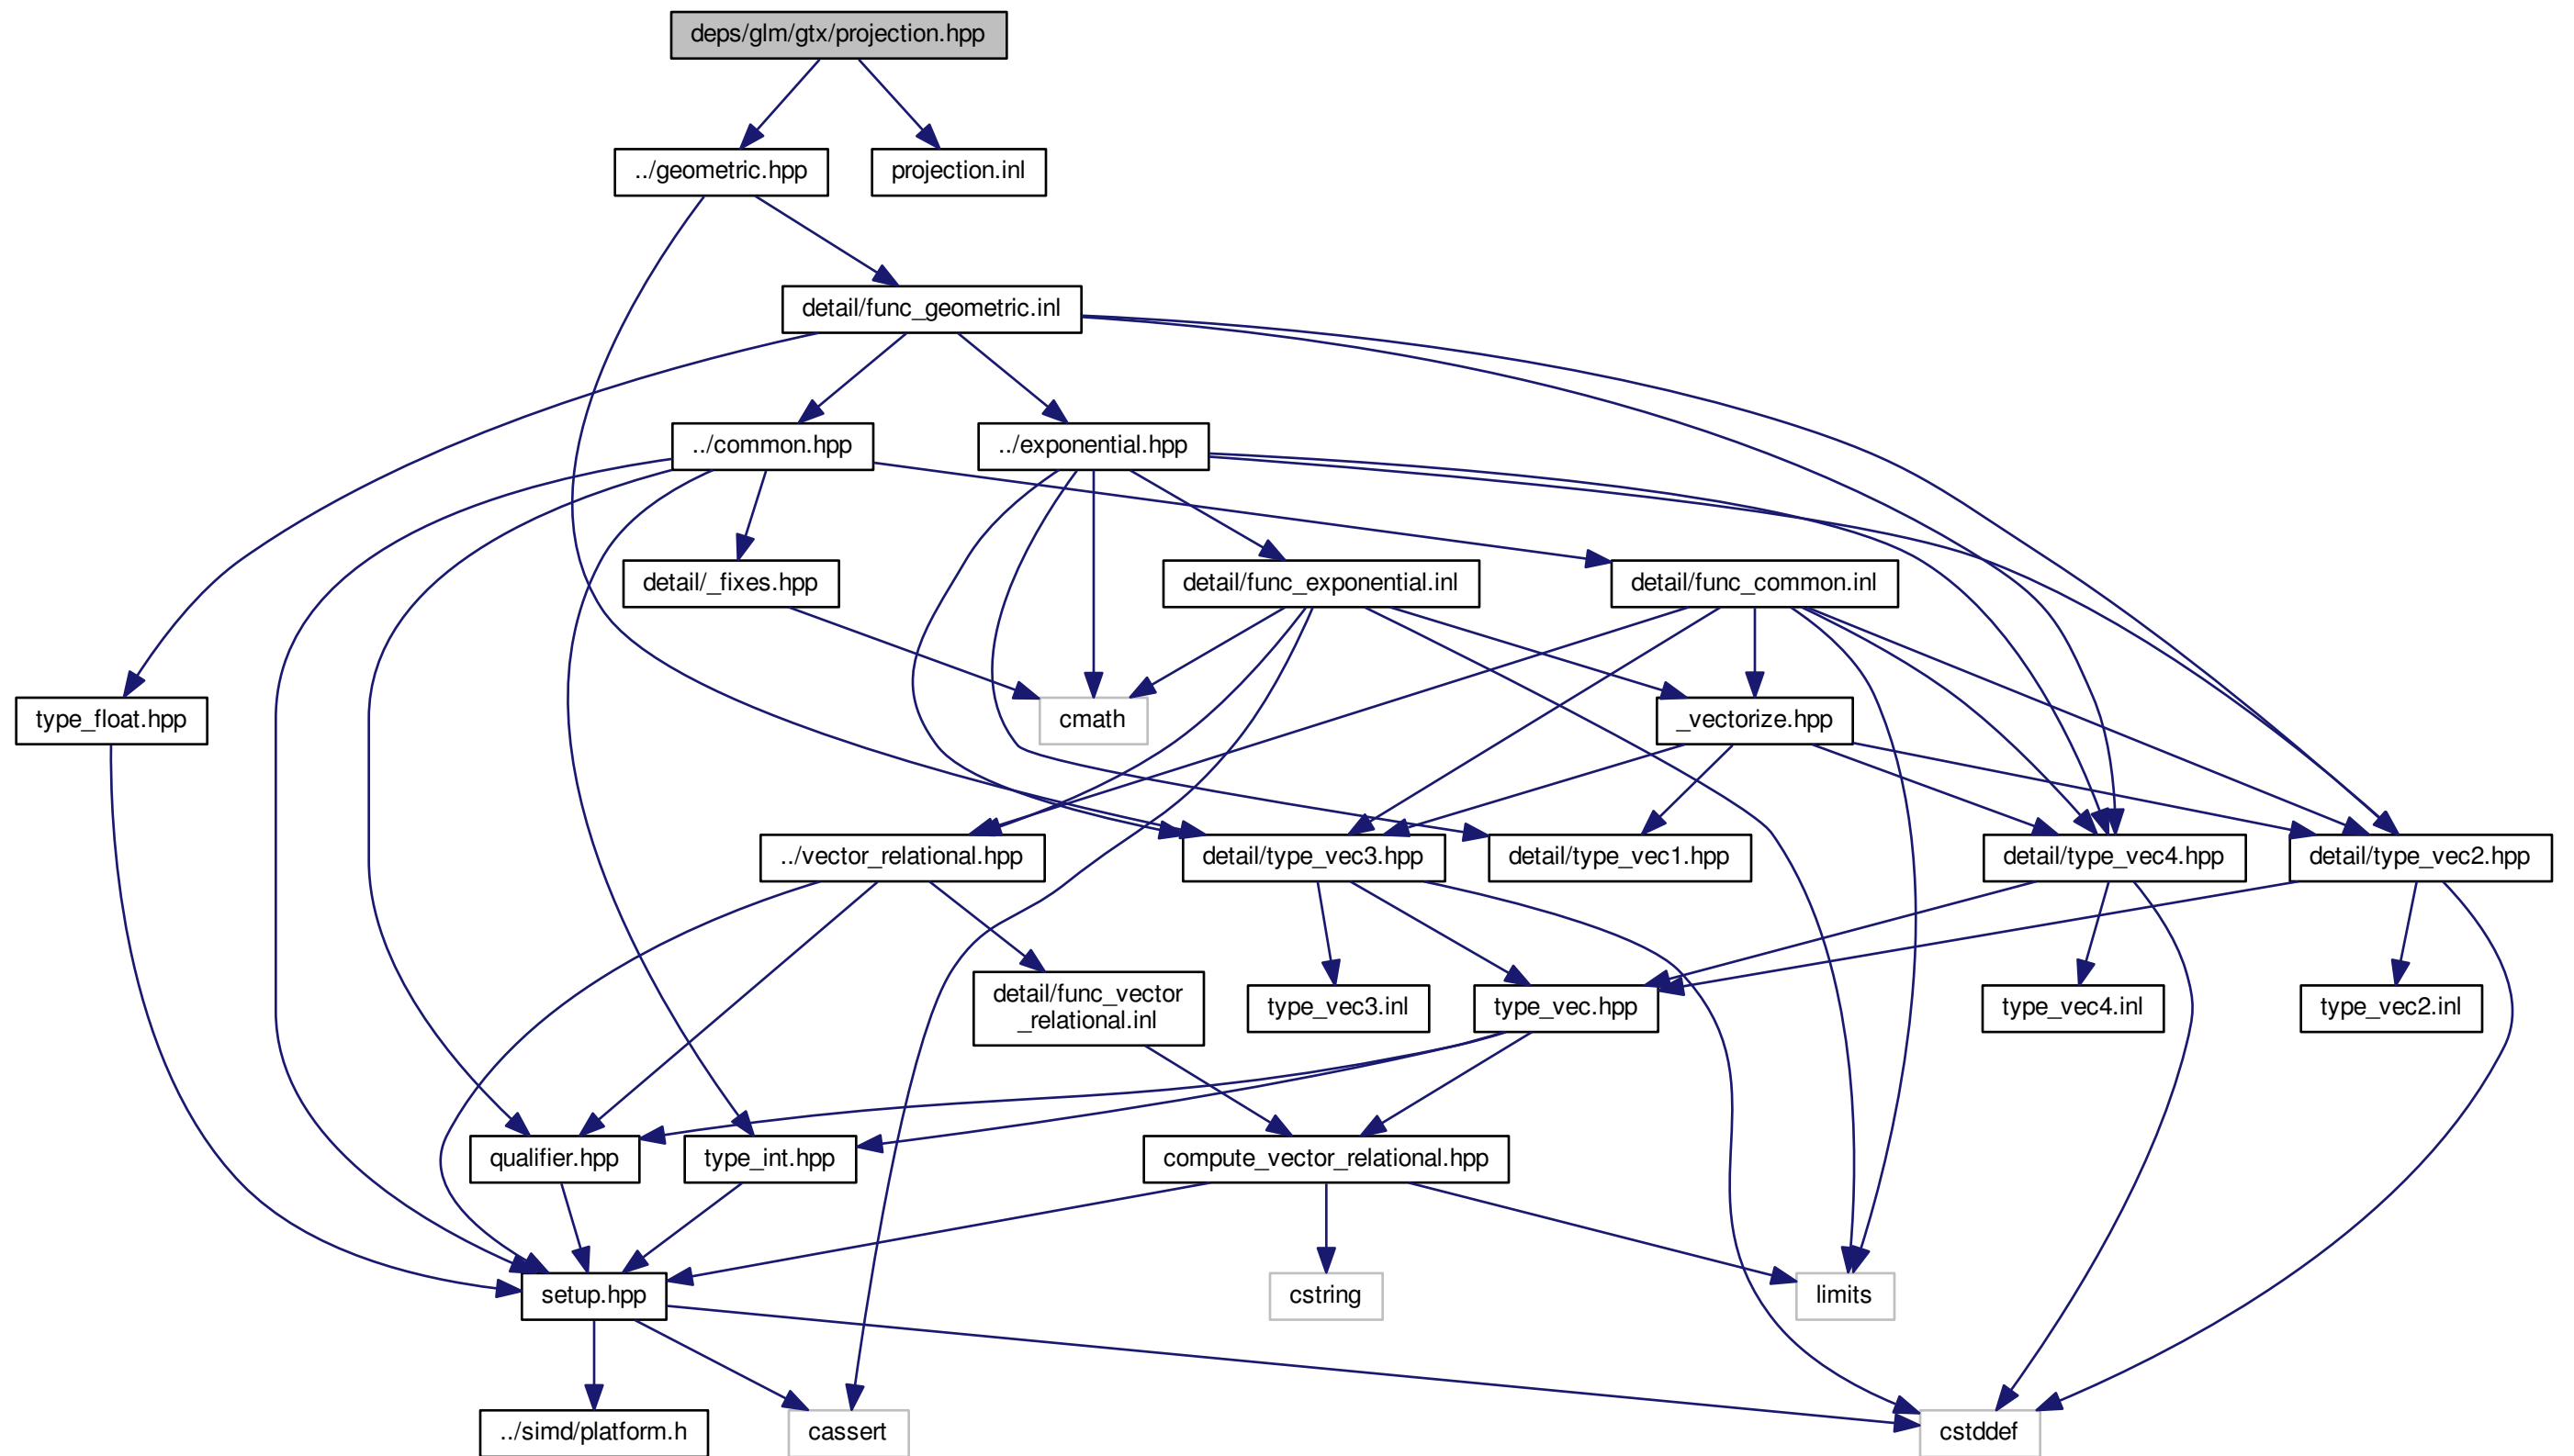 deps/glm/gtx/projection.hpp
../geometric.hpp
projection.inl
detail/func_geometric.inl
../common.hpp
../exponential.hpp
detail/_fixes.hpp
detail/func_exponential.inl
detail/func_common.inl
type_float.hpp
cmath
_vectorize.hpp
../vector_relational.hpp
detail/type_vec3.hpp
detail/type_vec1.hpp
detail/type_vec4.hpp
detail/type_vec2.hpp
detail/func_vector
_relational.inl
type_vec3.inl
type_vec.hpp
type_vec4.inl
type_vec2.inl
qualifier.hpp
type_int.hpp
compute_vector_relational.hpp
setup.hpp
cstring
limits
../simd/platform.h
cassert
cstddef